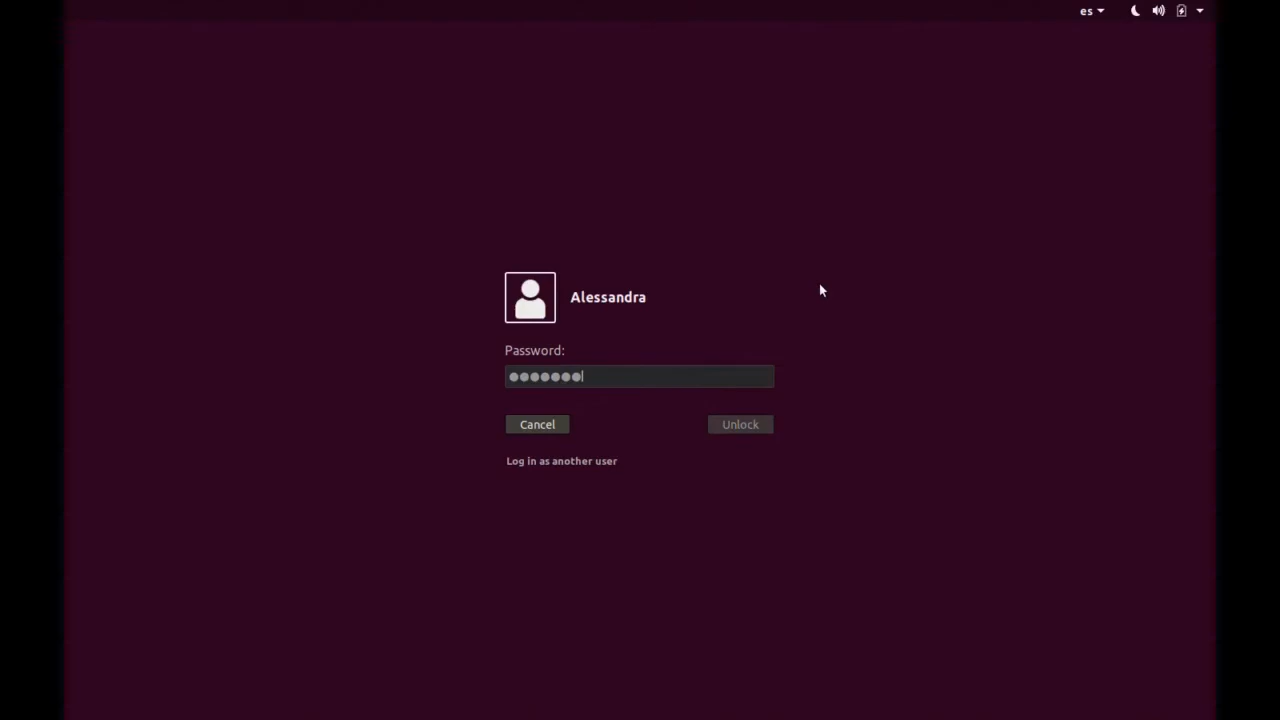 es
Alessandra
Password:
●●●●●●●
Cancel
Unlock
Log in as another user